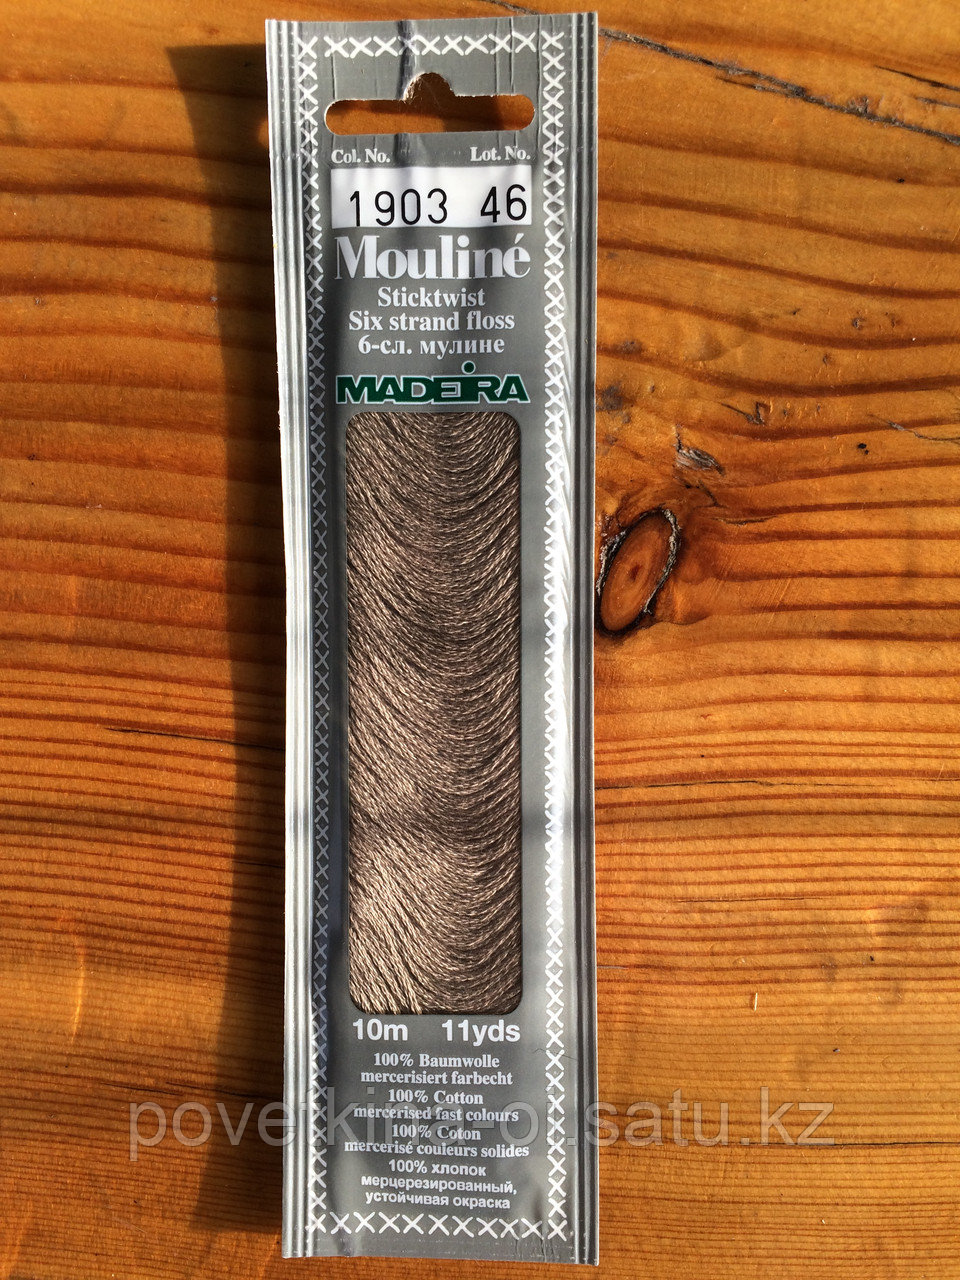 Col. No. Lot. No.
1903 46
Mouliné
Sticktwist
Six strand floss
6-сл. мулине
MADEIRA
10m 11yds
100% Baumwolle
mercerisiert farbecht
100% Cotton
mercerised fast colours
100% Coton
mercerisé couleurs solides
100% хлопок
мерцерезированный,
устойчивая окраска
povetkina-ol.satu.kz